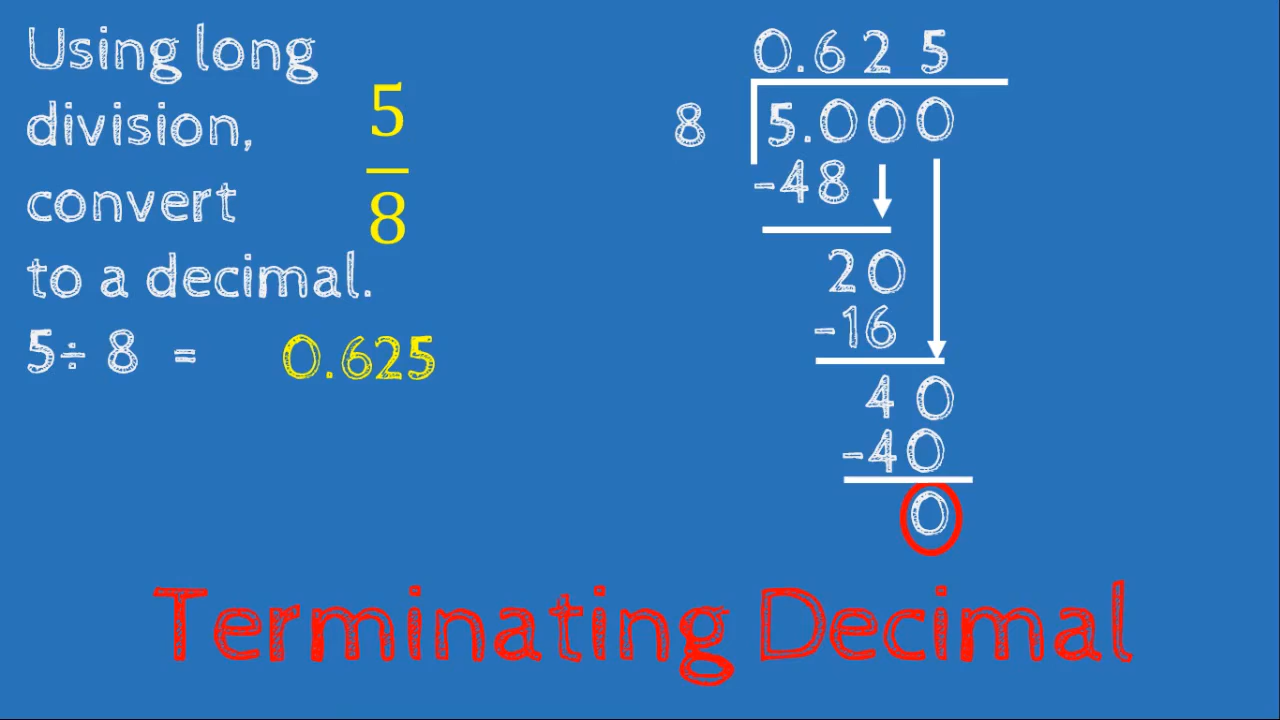 Using long
division,
convert
to a decimal.
5
8
5÷ 8 = 0.625
0.625
8 5.000
-48
20
-16
40
-40
0
Terminating Decimal